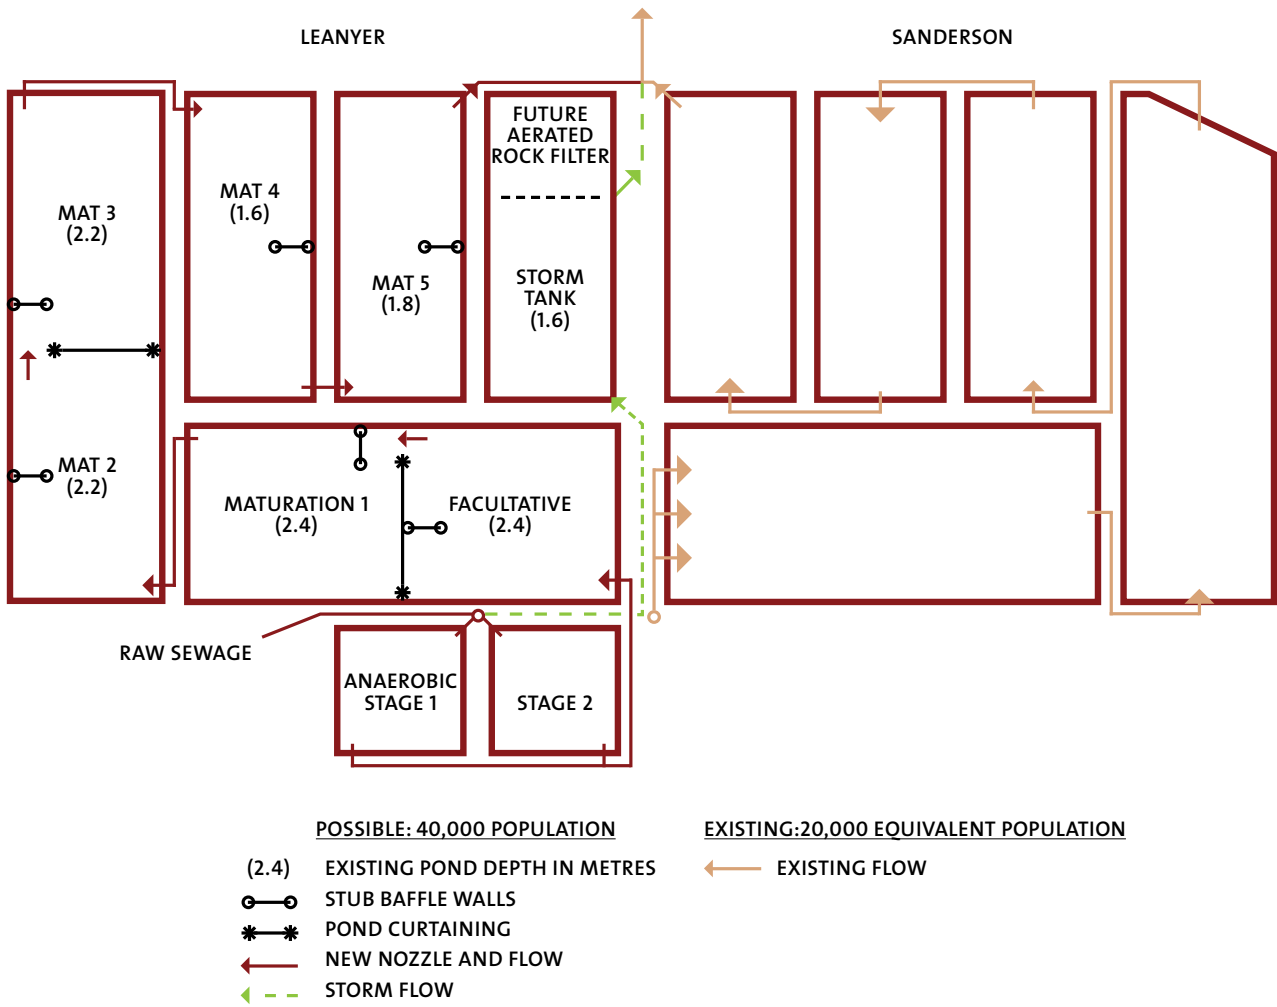 LEANYER
SANDERSON
FUTURE
AERATED
ROCK FILTER
MAT 3
(2.2)
MAT 4
(1.6)
MAT 5
(1.8)
STORM
TANK
(1.6)
MAT 2
(2.2)
MATURATION 1
(2.4)
FACULTATIVE
(2.4)
RAW SEWAGE
ANAEROBIC
STAGE 1
STAGE 2
POSSIBLE: 40,000 POPULATION
(2.4) EXISTING POND DEPTH IN METRES
STUB BAFFLE WALLS
POND CURTAINING
NEW NOZZLE AND FLOW
STORM FLOW
EXISTING:20,000 EQUIVALENT POPULATION
EXISTING FLOW